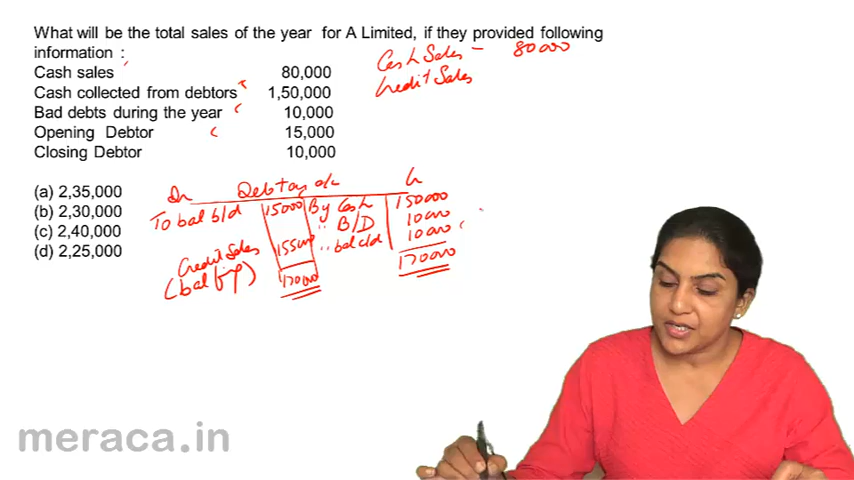 What will be the total sales of the year for A Limited, if they provided following
information :
Cash Sales - 80000
Cash sales 80,000
Credit Sales
Cash collected from debtors 1,50,000
Bad debts during the year 10,000
Opening Debtor 15,000
Closing Debtor 10,000
(a) 2,35,000
(b) 2,30,000
(c) 2,40,000
(d) 2,25,000
Dr Debtors a/c Cr
To bal b/d 15000 By Cash 150000
" B/D 10000
Credit Sales 155000 " bal c/d 10000
(bal fig) 170000 170000
meraca.in